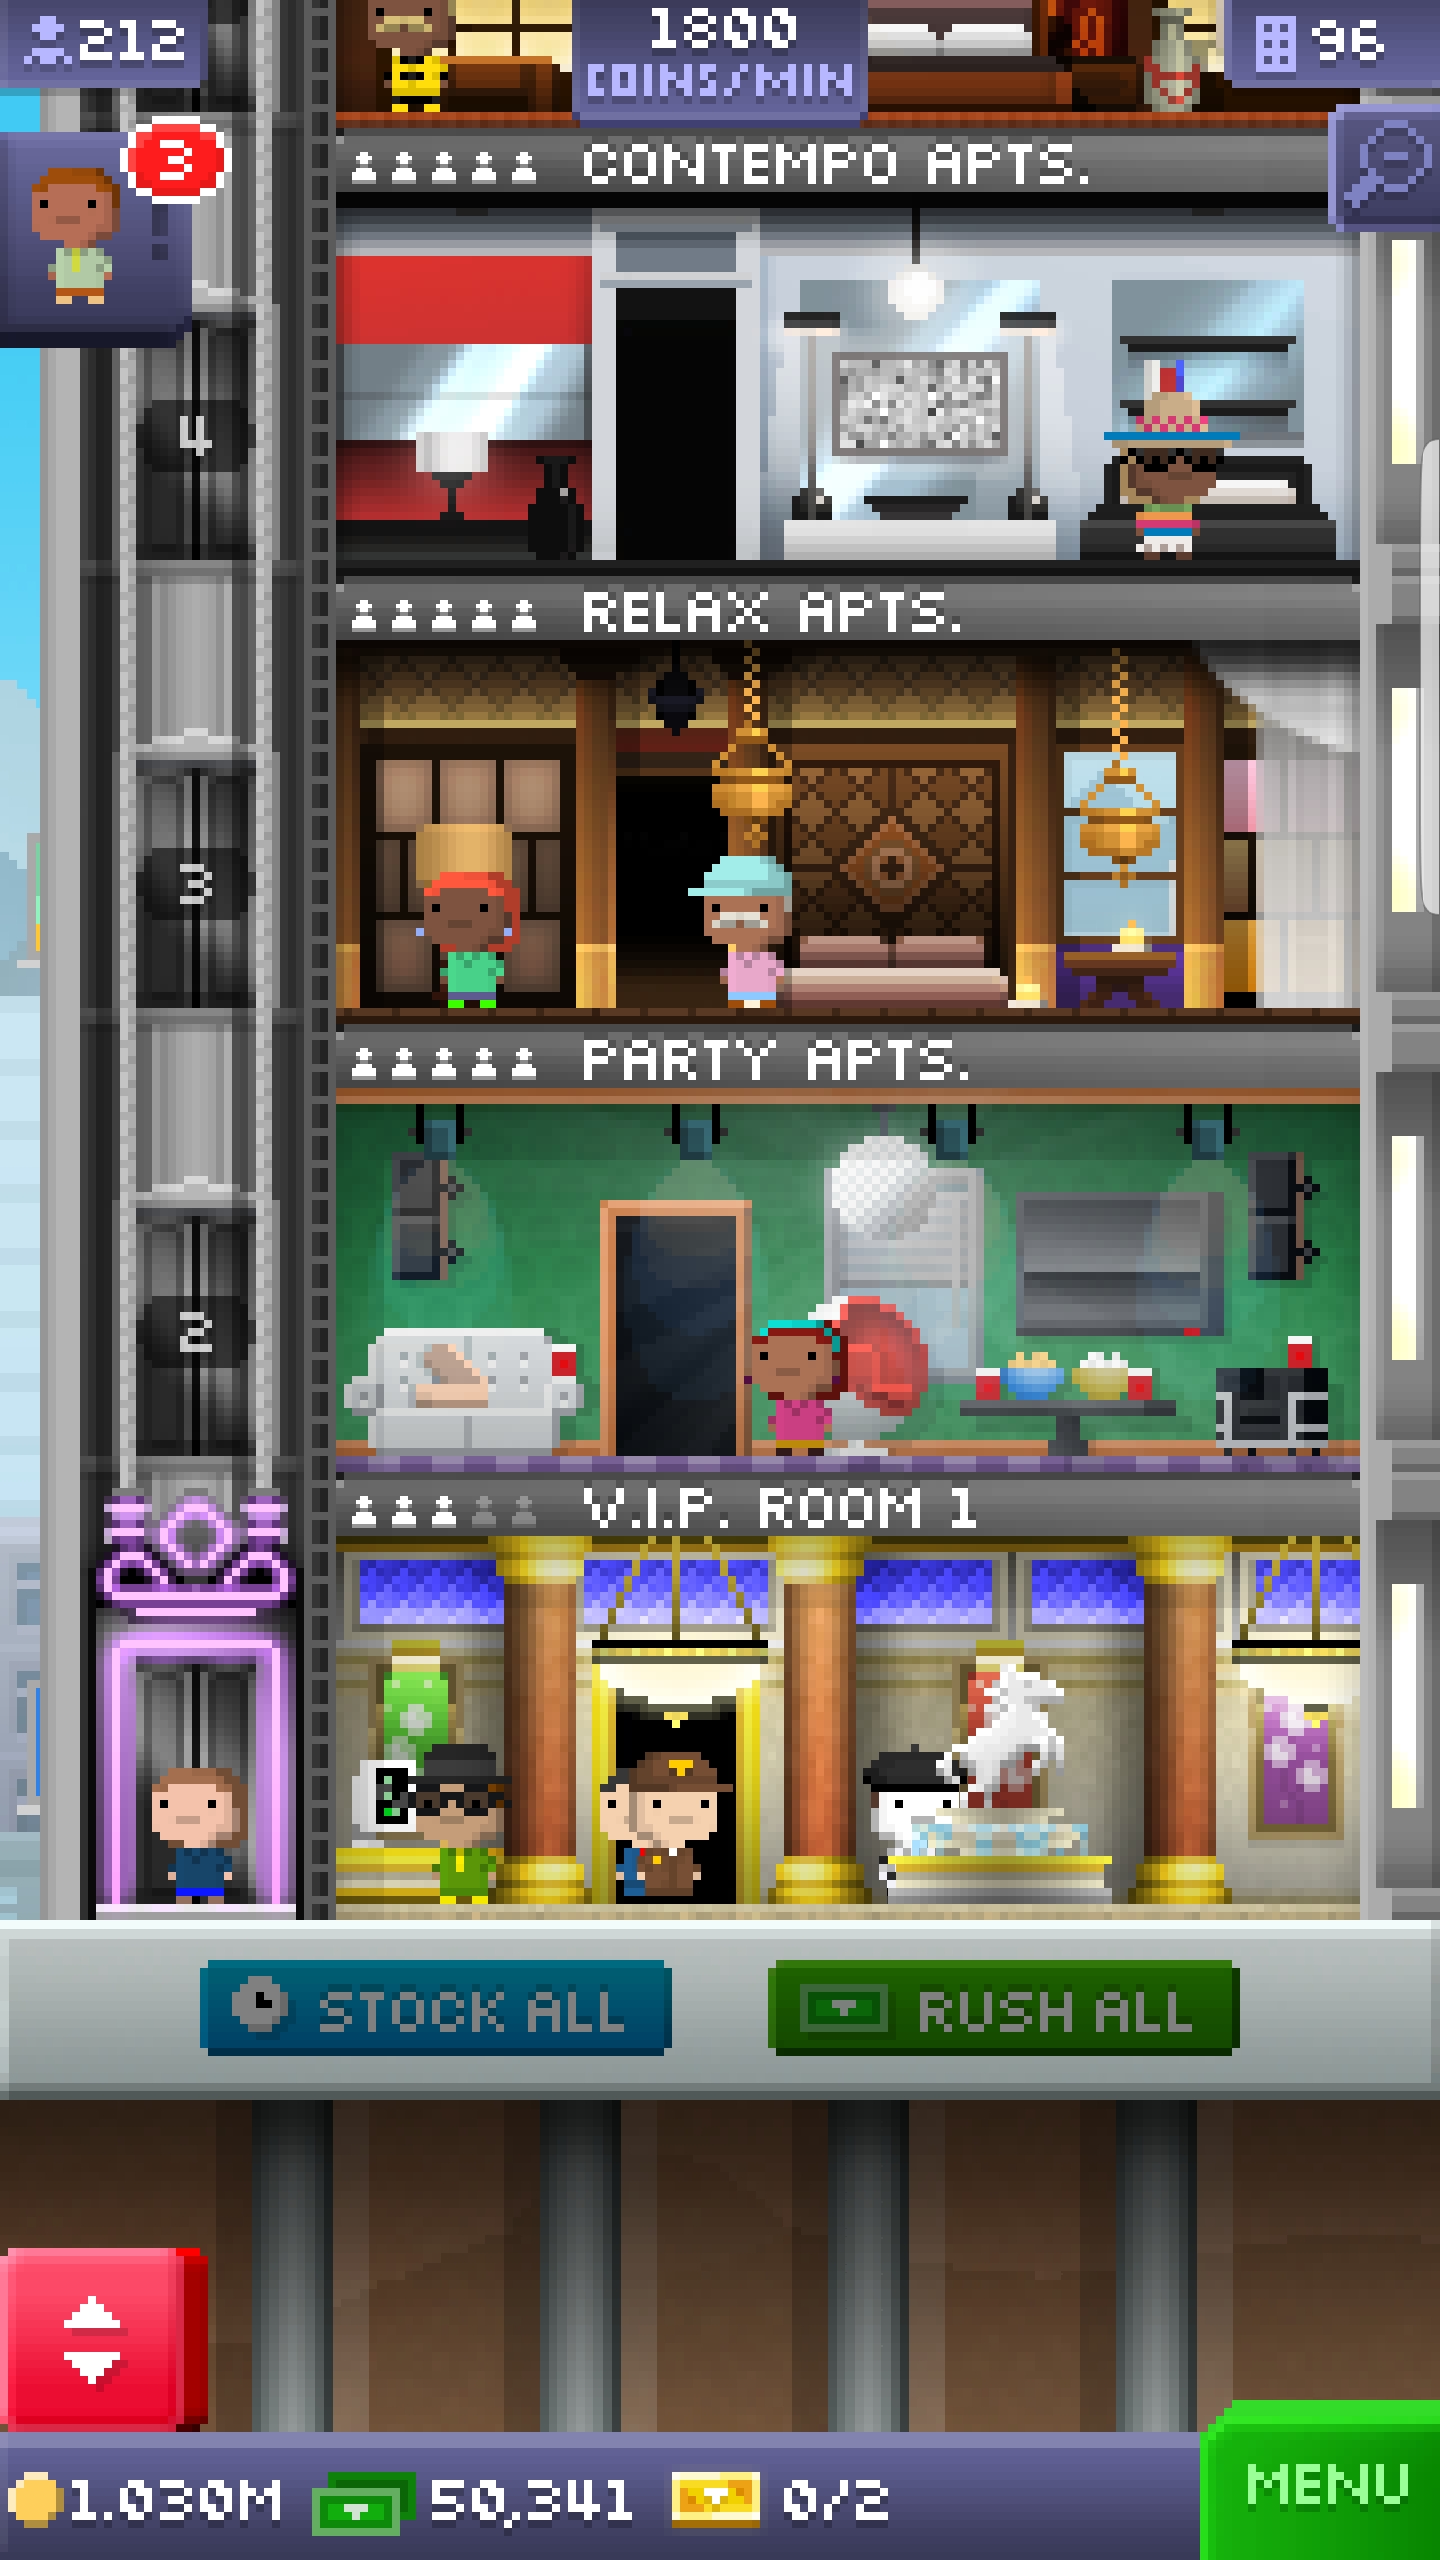 212
1800
COINS/MIN
96
3
CONTEMPO APTS.
4
RELAX APTS.
3
PARTY APTS.
2
V.I.P. ROOM 1
STOCK ALL
RUSH ALL
1.030M
50,341
0/2
MENU